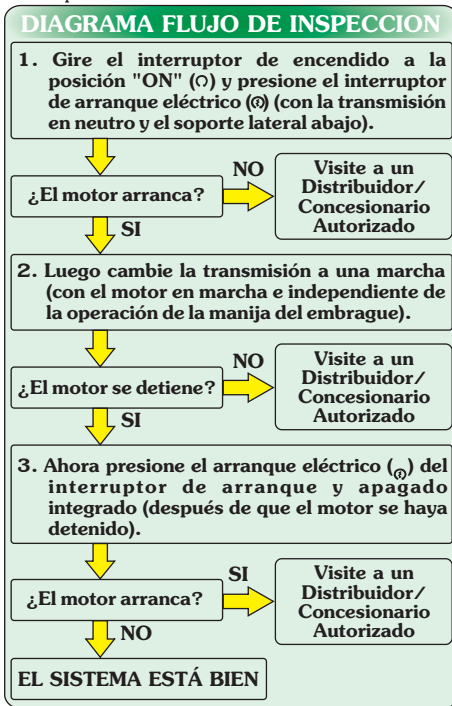 DIAGRAMA FLUJO DE INSPECCION
1. Gire el interruptor de encendido a la
posición "ON" () y presione el interruptor
de arranque eléctrico () (con la transmisión
en neutro y el soporte lateral abajo).
¿El motor arranca?
NO
Visite a un
Distribuidor/
Concesionario
Autorizado
SI
2. Luego cambie la transmisión a una marcha
(con el motor en marcha e independiente de
la operación de la manija del embrague).
¿El motor se detiene?
NO
Visite a un
Distribuidor/
Concesionario
Autorizado
SI
3. Ahora presione el arranque eléctrico () del
interruptor de arranque y apagado
integrado (después de que el motor se haya
detenido).
¿El motor arranca?
SI
Visite a un
Distribuidor/
Concesionario
Autorizado
NO
EL SISTEMA ESTÁ BIEN